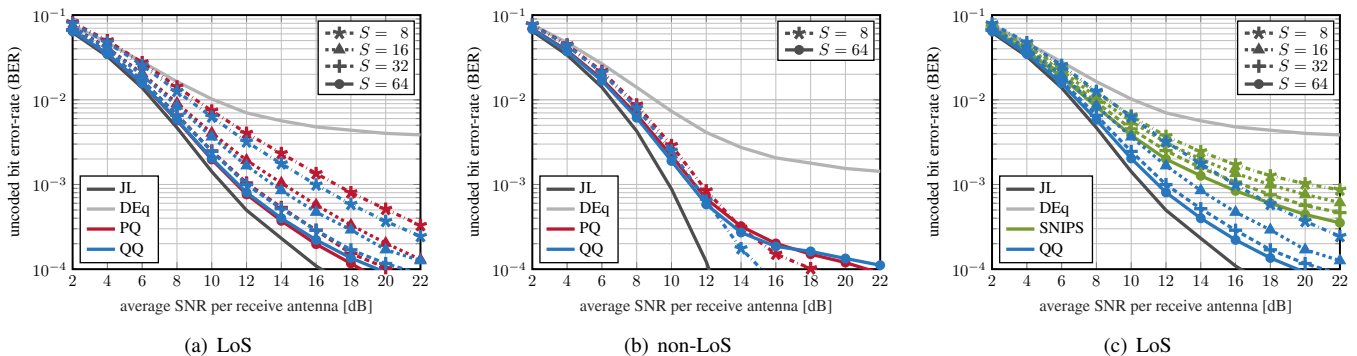 uncoded bit error-rate (BER)
10⁻¹
10⁻²
10⁻³
10⁻⁴
S = 8
S = 16
S = 32
S = 64
JL
DEq
PQ
QQ
2 4 6 8 10 12 14 16 18 20 22
average SNR per receive antenna [dB]
(a) LoS
uncoded bit error-rate (BER)
10⁻¹
10⁻²
10⁻³
10⁻⁴
S = 8
S = 64
JL
DEq
PQ
QQ
2 4 6 8 10 12 14 16 18 20 22
average SNR per receive antenna [dB]
(b) non-LoS
uncoded bit error-rate (BER)
10⁻¹
10⁻²
10⁻³
10⁻⁴
S = 8
S = 16
S = 32
S = 64
JL
DEq
SNIPS
QQ
2 4 6 8 10 12 14 16 18 20 22
average SNR per receive antenna [dB]
(c) LoS